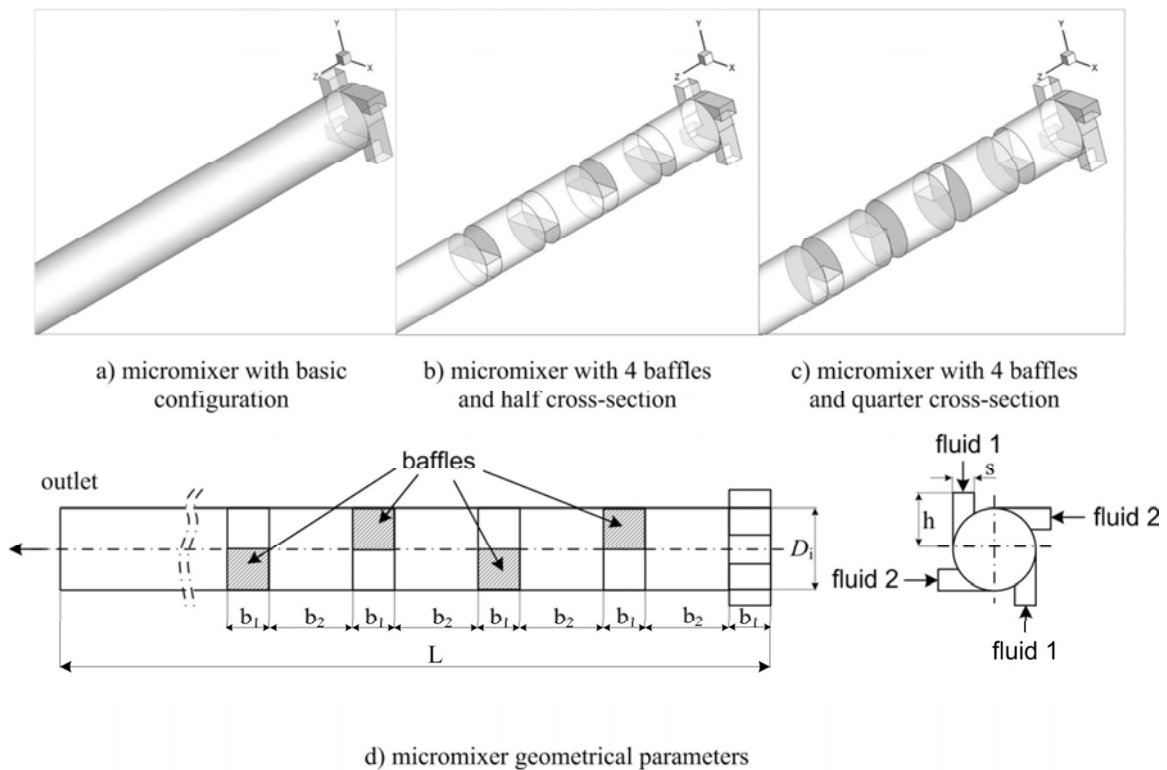 Y
Z
X
Y
Z
X
Y
Z
X
a) micromixer with basic
configuration
b) micromixer with 4 baffles
and half cross-section
c) micromixer with 4 baffles
and quarter cross-section
outlet
baffles
fluid 1
s
h
fluid 2
Di
fluid 2
fluid 1
b1 b2 b1 b2 b1 b2 b1 b2 b1
L
d) micromixer geometrical parameters